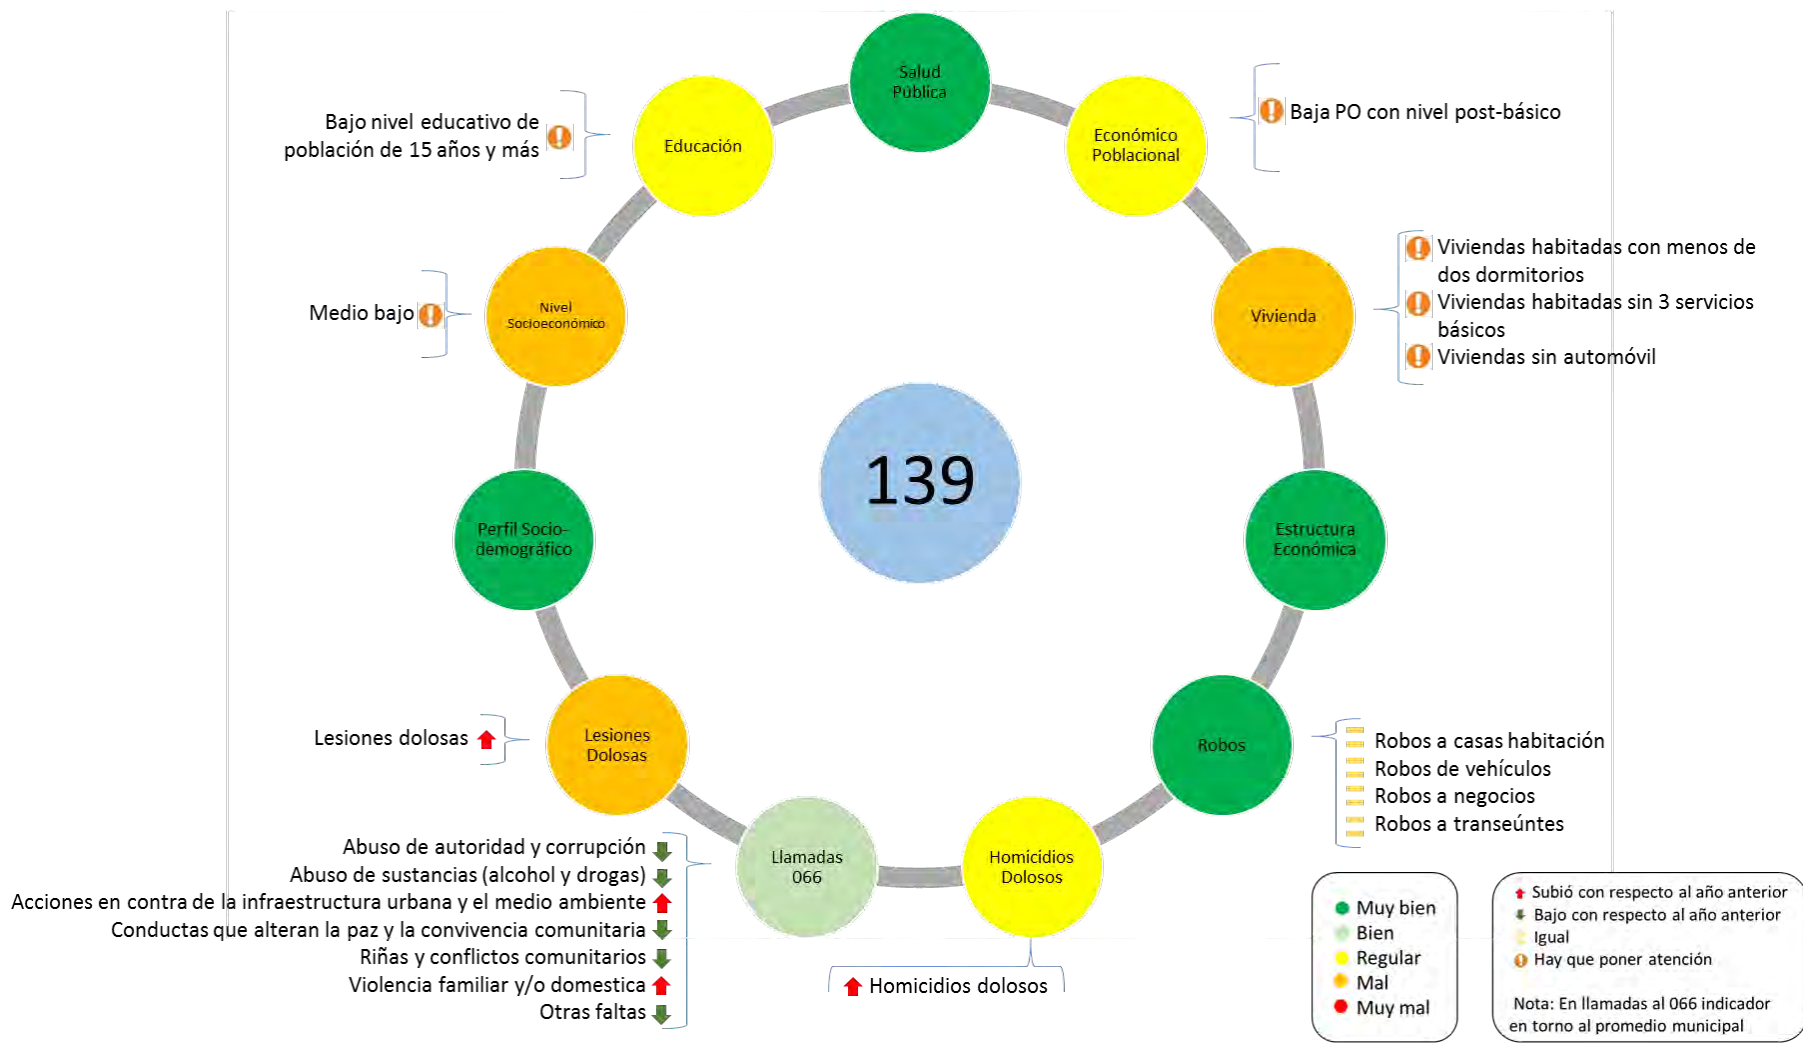 Salud
Pública
Económico
Poblacional
Baja PO con nivel post-básico
Vivienda
Viviendas habitadas con menos de
dos dormitorios
Viviendas habitadas sin 3 servicios
básicos
Viviendas sin automóvil
Estructura
Económica
Robos
Robos a casas habitación
Robos de vehículos
Robos a negocios
Robos a transeúntes
Homicidios
Dolosos
Homicidios dolosos
Llamadas
066
Abuso de autoridad y corrupción
Abuso de sustancias (alcohol y drogas)
Acciones en contra de la infraestructura urbana y el medio ambiente
Conductas que alteran la paz y la convivencia comunitaria
Riñas y conflictos comunitarios
Violencia familiar y/o domestica
Otras faltas
Lesiones
Dolosas
Lesiones dolosas
Perfil Socio-
demográfico
Nivel
Socioeconómico
Medio bajo
Educación
Bajo nivel educativo de
población de 15 años y más
139
Muy bien
Bien
Regular
Mal
Muy mal
Subió con respecto al año anterior
Bajo con respecto al año anterior
Igual
Hay que poner atención
Nota: En llamadas al 066 indicador
en torno al promedio municipal